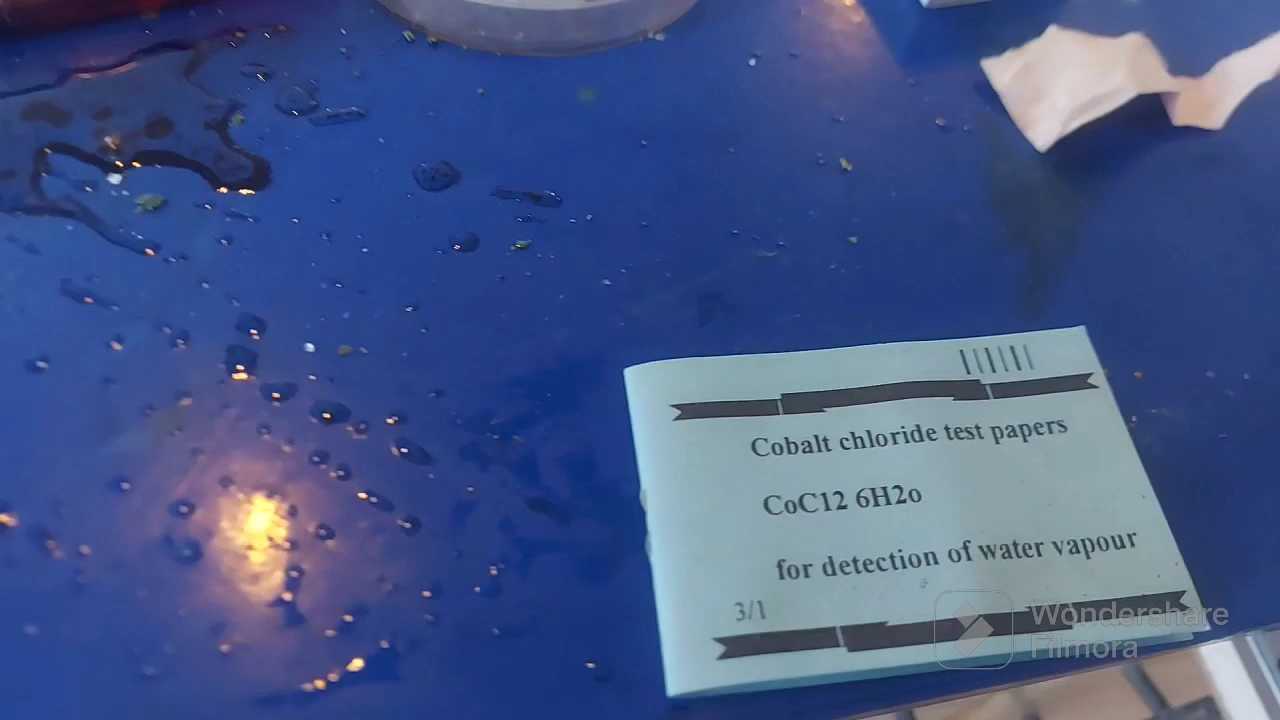 Cobalt chloride test papers
CoC12 6H2o
for detection of water vapour
3/1
Wondershare
Filmora